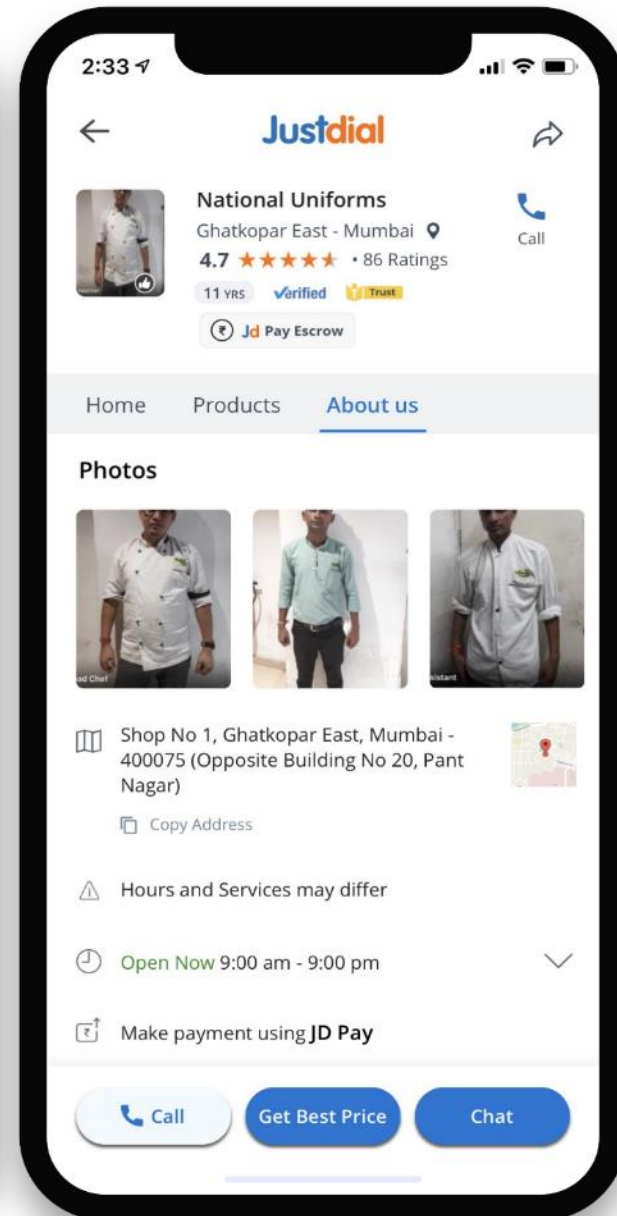 2:33
Justdial
National Uniforms
Ghatkopar East - Mumbai
Call
4.7 ★★★★★ • 86 Ratings
11 YRS Verified Trust
Jd Pay Escrow
Home Products About us
Photos
ad Chef
sistant
Shop No 1, Ghatkopar East, Mumbai -
400075 (Opposite Building No 20, Pant
Nagar)
Copy Address
Hours and Services may differ
Open Now 9:00 am - 9:00 pm
Make payment using JD Pay
Call Get Best Price Chat